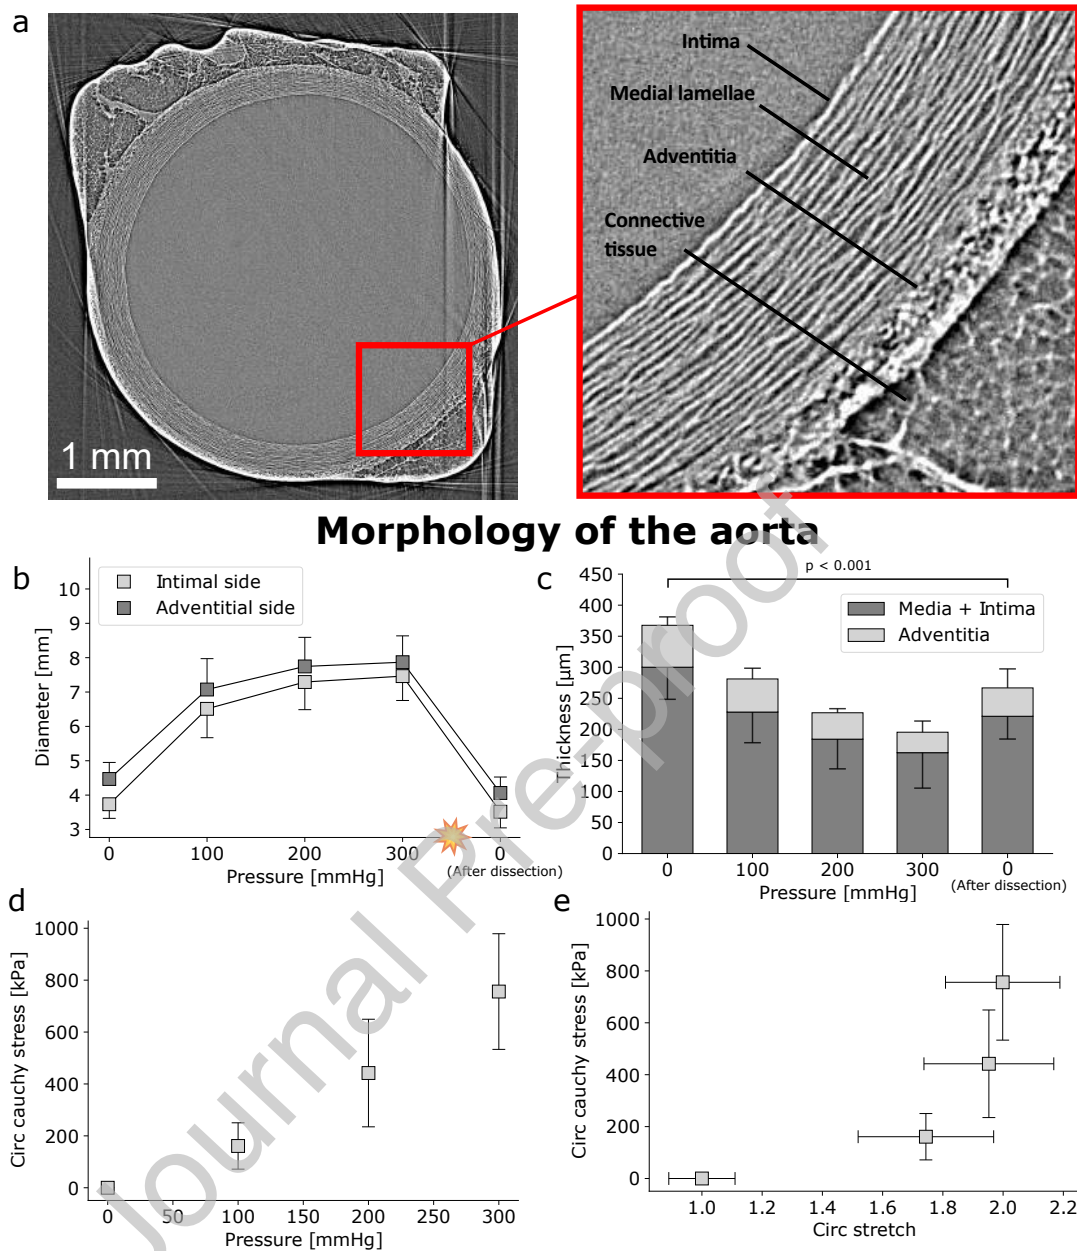 a
Intima
Medial lamellae
Adventitia
Connective
tissue
1 mm
Morphology of the aorta
b
Intimal side
Adventitial side
Diameter [mm]
10
9
8
7
6
5
4
3
0
100
200
300
0
(After dissection)
Pressure [mmHg]
c
p < 0.001
Media + Intima
Adventitia
Thickness [µm]
450
400
350
300
250
200
150
100
50
0
0
100
200
300
0
(After dissection)
Pressure [mmHg]
d
Circ cauchy stress [kPa]
1000
800
600
400
200
0
0
50
100
150
200
250
300
Pressure [mmHg]
e
Circ cauchy stress [kPa]
1000
800
600
400
200
0
1.0
1.2
1.4
1.6
1.8
2.0
2.2
Circ stretch
Journal Pre-proof